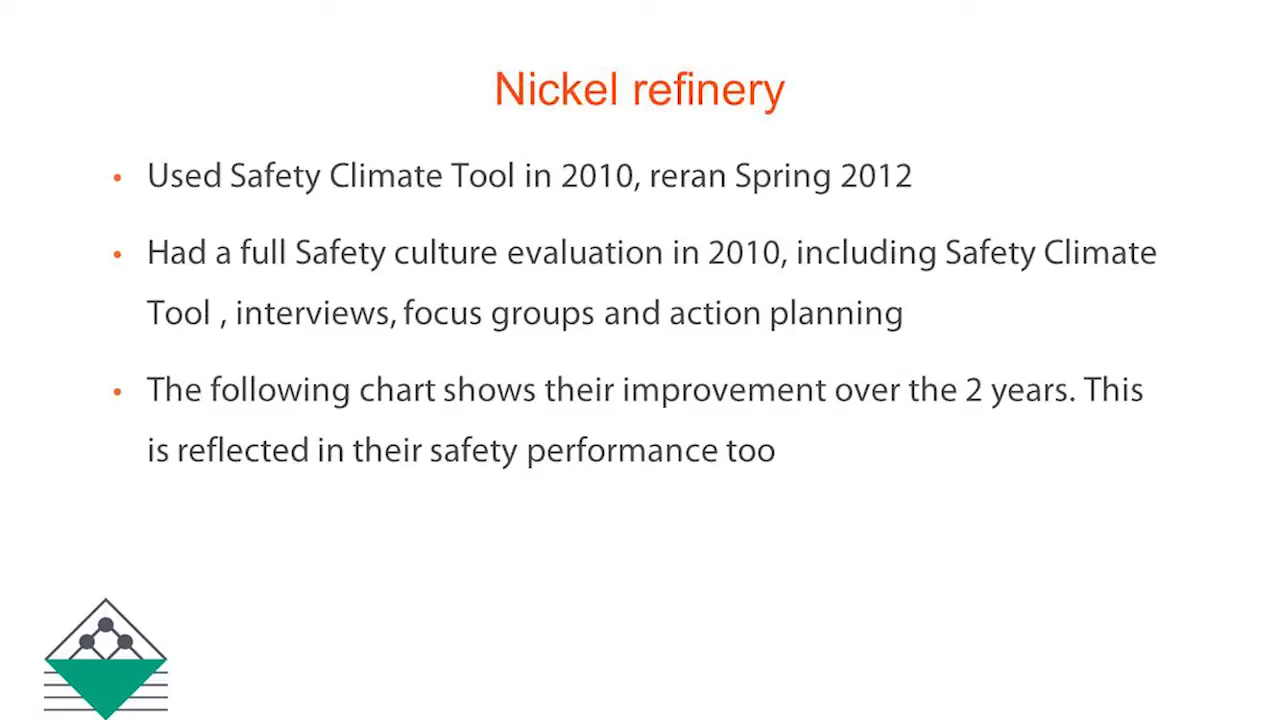 Nickel refinery
• Used Safety Climate Tool in 2010, reran Spring 2012
• Had a full Safety culture evaluation in 2010, including Safety Climate
Tool , interviews, focus groups and action planning
• The following chart shows their improvement over the 2 years. This
is reflected in their safety performance too